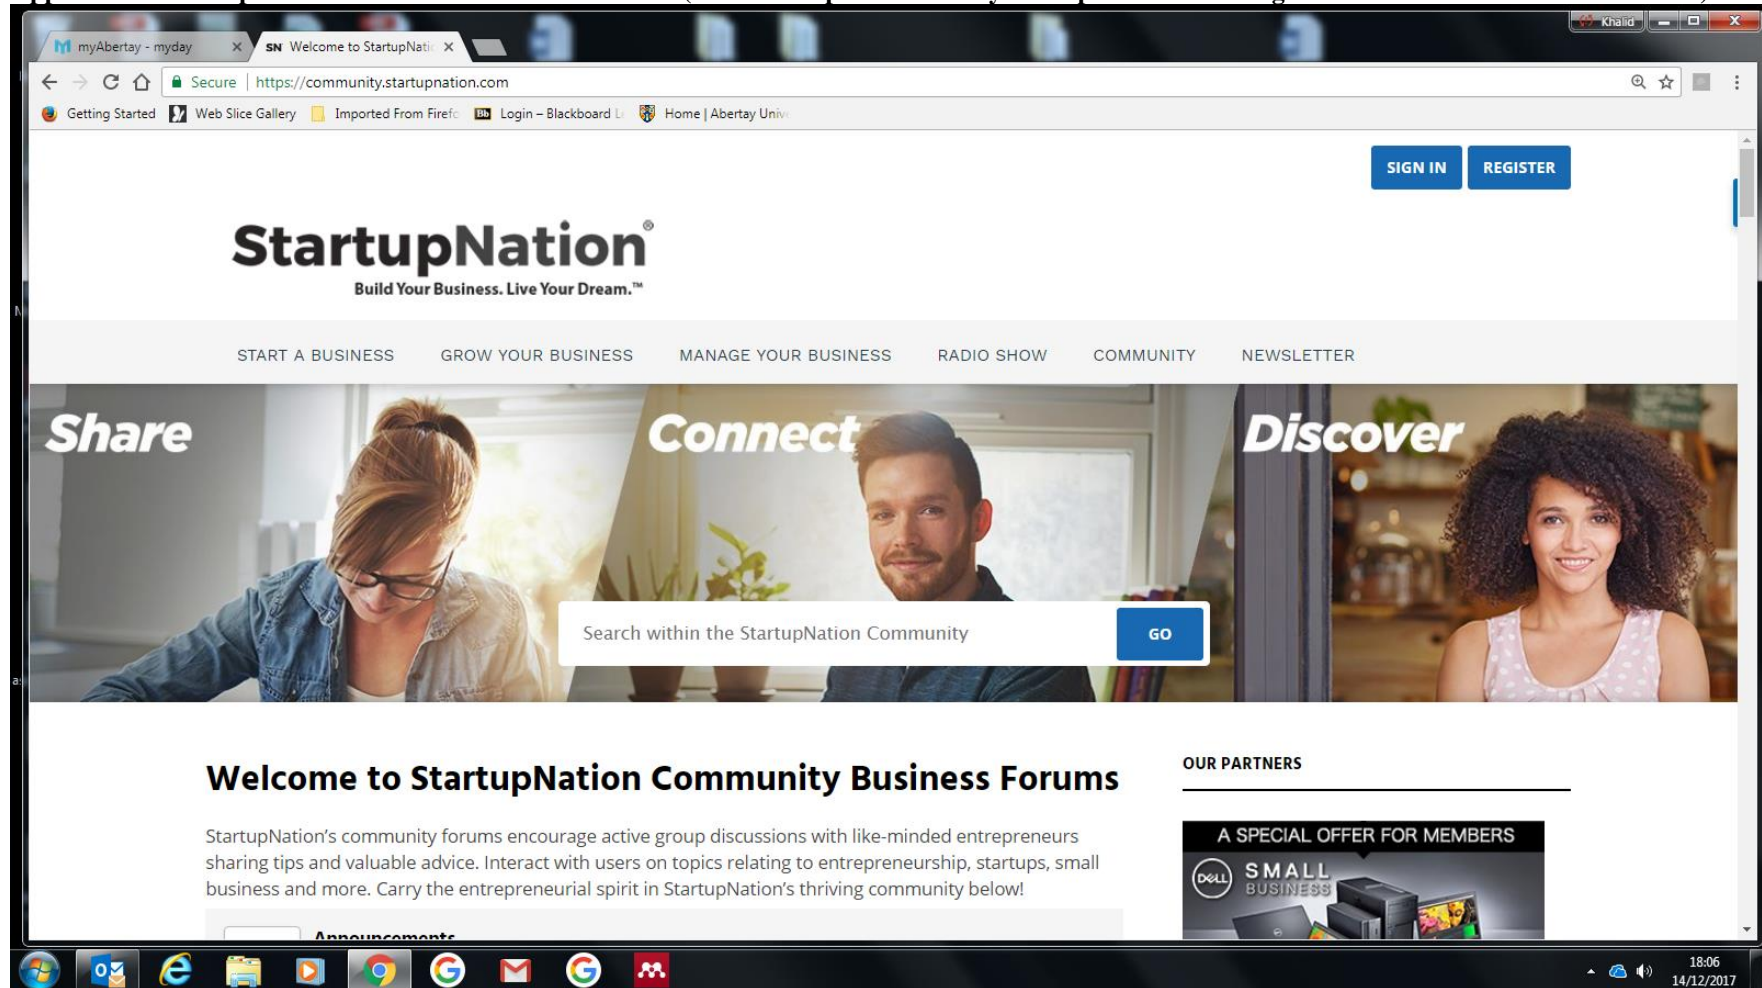 Khalid
myAbertay - myday
SN Welcome to StartupNati
Secure | https://community.startupnation.com
Getting Started Web Slice Gallery Imported From Firefo Bb Login – Blackboard L Home | Abertay Univ
SIGN IN REGISTER
StartupNation®
Build Your Business. Live Your Dream.™
START A BUSINESS GROW YOUR BUSINESS MANAGE YOUR BUSINESS RADIO SHOW COMMUNITY NEWSLETTER
Share Connect Discover
Search within the StartupNation Community GO
Welcome to StartupNation Community Business Forums
StartupNation’s community forums encourage active group discussions with like-minded entrepreneurs
sharing tips and valuable advice. Interact with users on topics relating to entrepreneurship, startups, small
business and more. Carry the entrepreneurial spirit in StartupNation’s thriving community below!
Announcements
OUR PARTNERS
A SPECIAL OFFER FOR MEMBERS
DELL SMALL
BUSINESS
18:06
14/12/2017